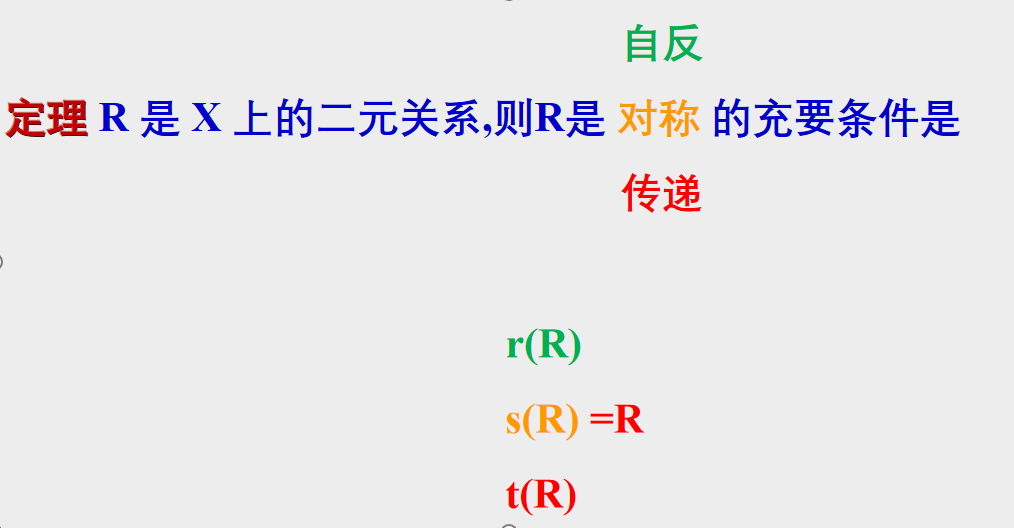 自反
定理 R 是 X 上的二元关系,则R是 对称 的充要条件是
传递
r(R)
s(R) =R
t(R)